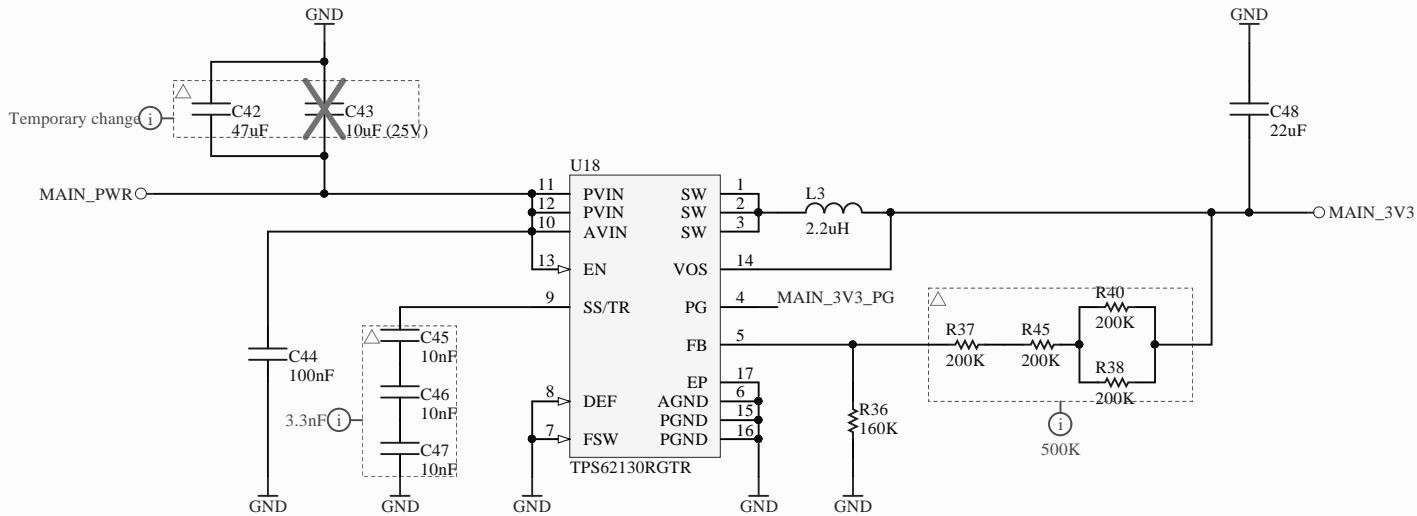 GND
GND
Temporary change
i
C42
47uF
C43
10uF (25V)
C48
22uF
MAIN_PWR
U18
11 PVIN SW 1
12 PVIN SW 2
10 AVIN SW 3
13 EN VOS 14
9 SS/TR PG 4
FB 5
EP 17
8 DEF AGND 6
PGND 15
7 FSW PGND 16
TPS62130RGTR
L3
2.2uH
MAIN_3V3
MAIN_3V3_PG
C44
100nF
C45
10nF
C46
10nF
C47
10nF
3.3nF
i
R37
200K
R45
200K
R40
200K
R38
200K
R36
160K
i
500K
GND
GND
GND
GND
GND